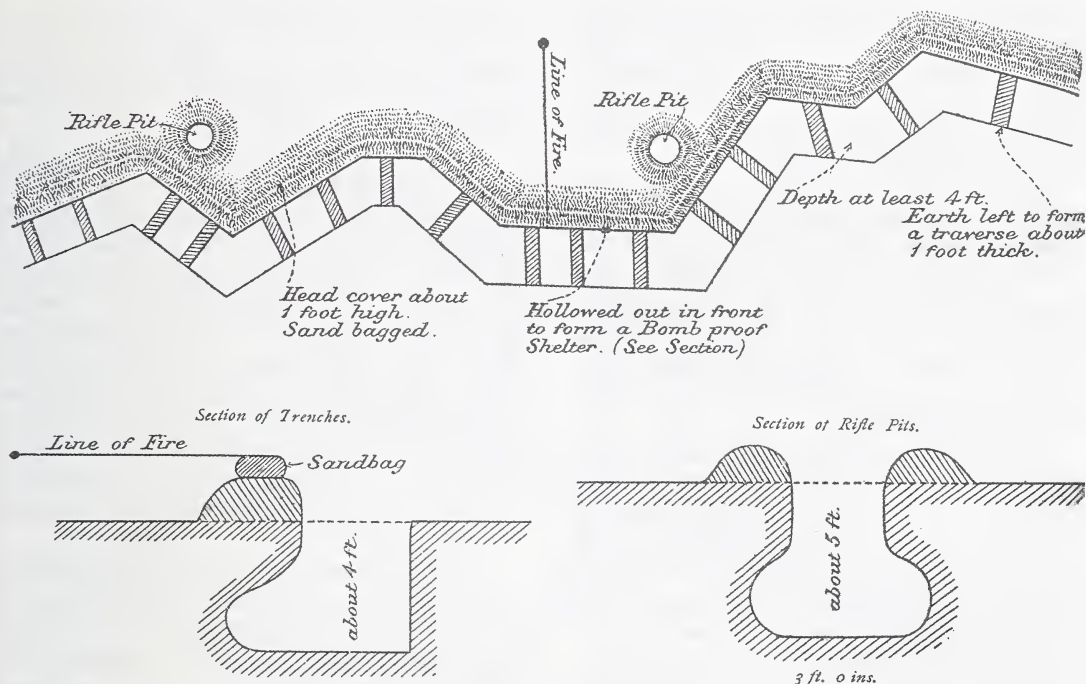 Rifle Pit
Line of Fire.
Rifle Pit
Depth at least 4 ft.
Earth left to form
a traverse about
1 foot thick.
Head cover about
1 foot high.
Sand bagged.
Hollowed out in front
to form a Bomb proof
Shelter. (See Section)
Section of Trenches.
Line of Fire
Sandbag
about 4 ft.
Section of Rifle Pits.
about 5 ft.
3 ft. 0 ins.